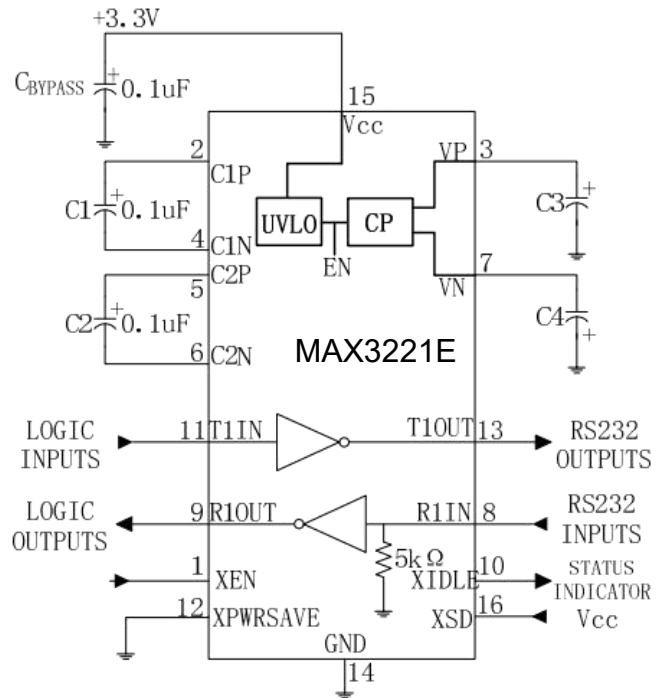 +3.3V
CBYPASS
+
0.1uF
15
Vcc
2
C1P
VP
3
C1
+
0.1uF
UVLO
CP
C3
+
4
C1N
EN
5
C2P
VN
7
C2
+
0.1uF
C4
+
6
C2N
MAX3221E
LOGIC
INPUTS
11
T1IN
T1OUT
13
RS232
OUTPUTS
LOGIC
OUTPUTS
9
R1OUT
R1IN
8
RS232
INPUTS
5kΩ
1
XEN
XIDLE
10
STATUS
INDICATOR
12
XPWRSAVE
XSD
16
Vcc
GND
14